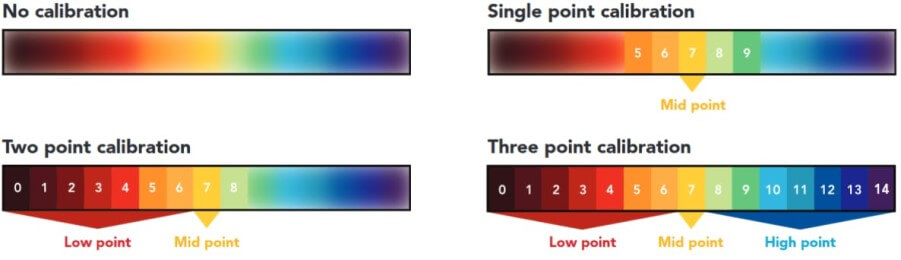 No calibration
Single point calibration
5 6 7 8 9
Mid point
Two point calibration
0 1 2 3 4 5 6 7 8
Low point Mid point
Three point calibration
0 1 2 3 4 5 6 7 8 9 10 11 12 13 14
Low point Mid point High point